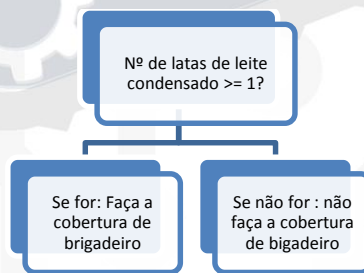 Nº de latas de leite
condensado >= 1?
Se for: Faça a
cobertura de
brigadeiro
Se não for : não
faça a cobertura
de bigadeiro